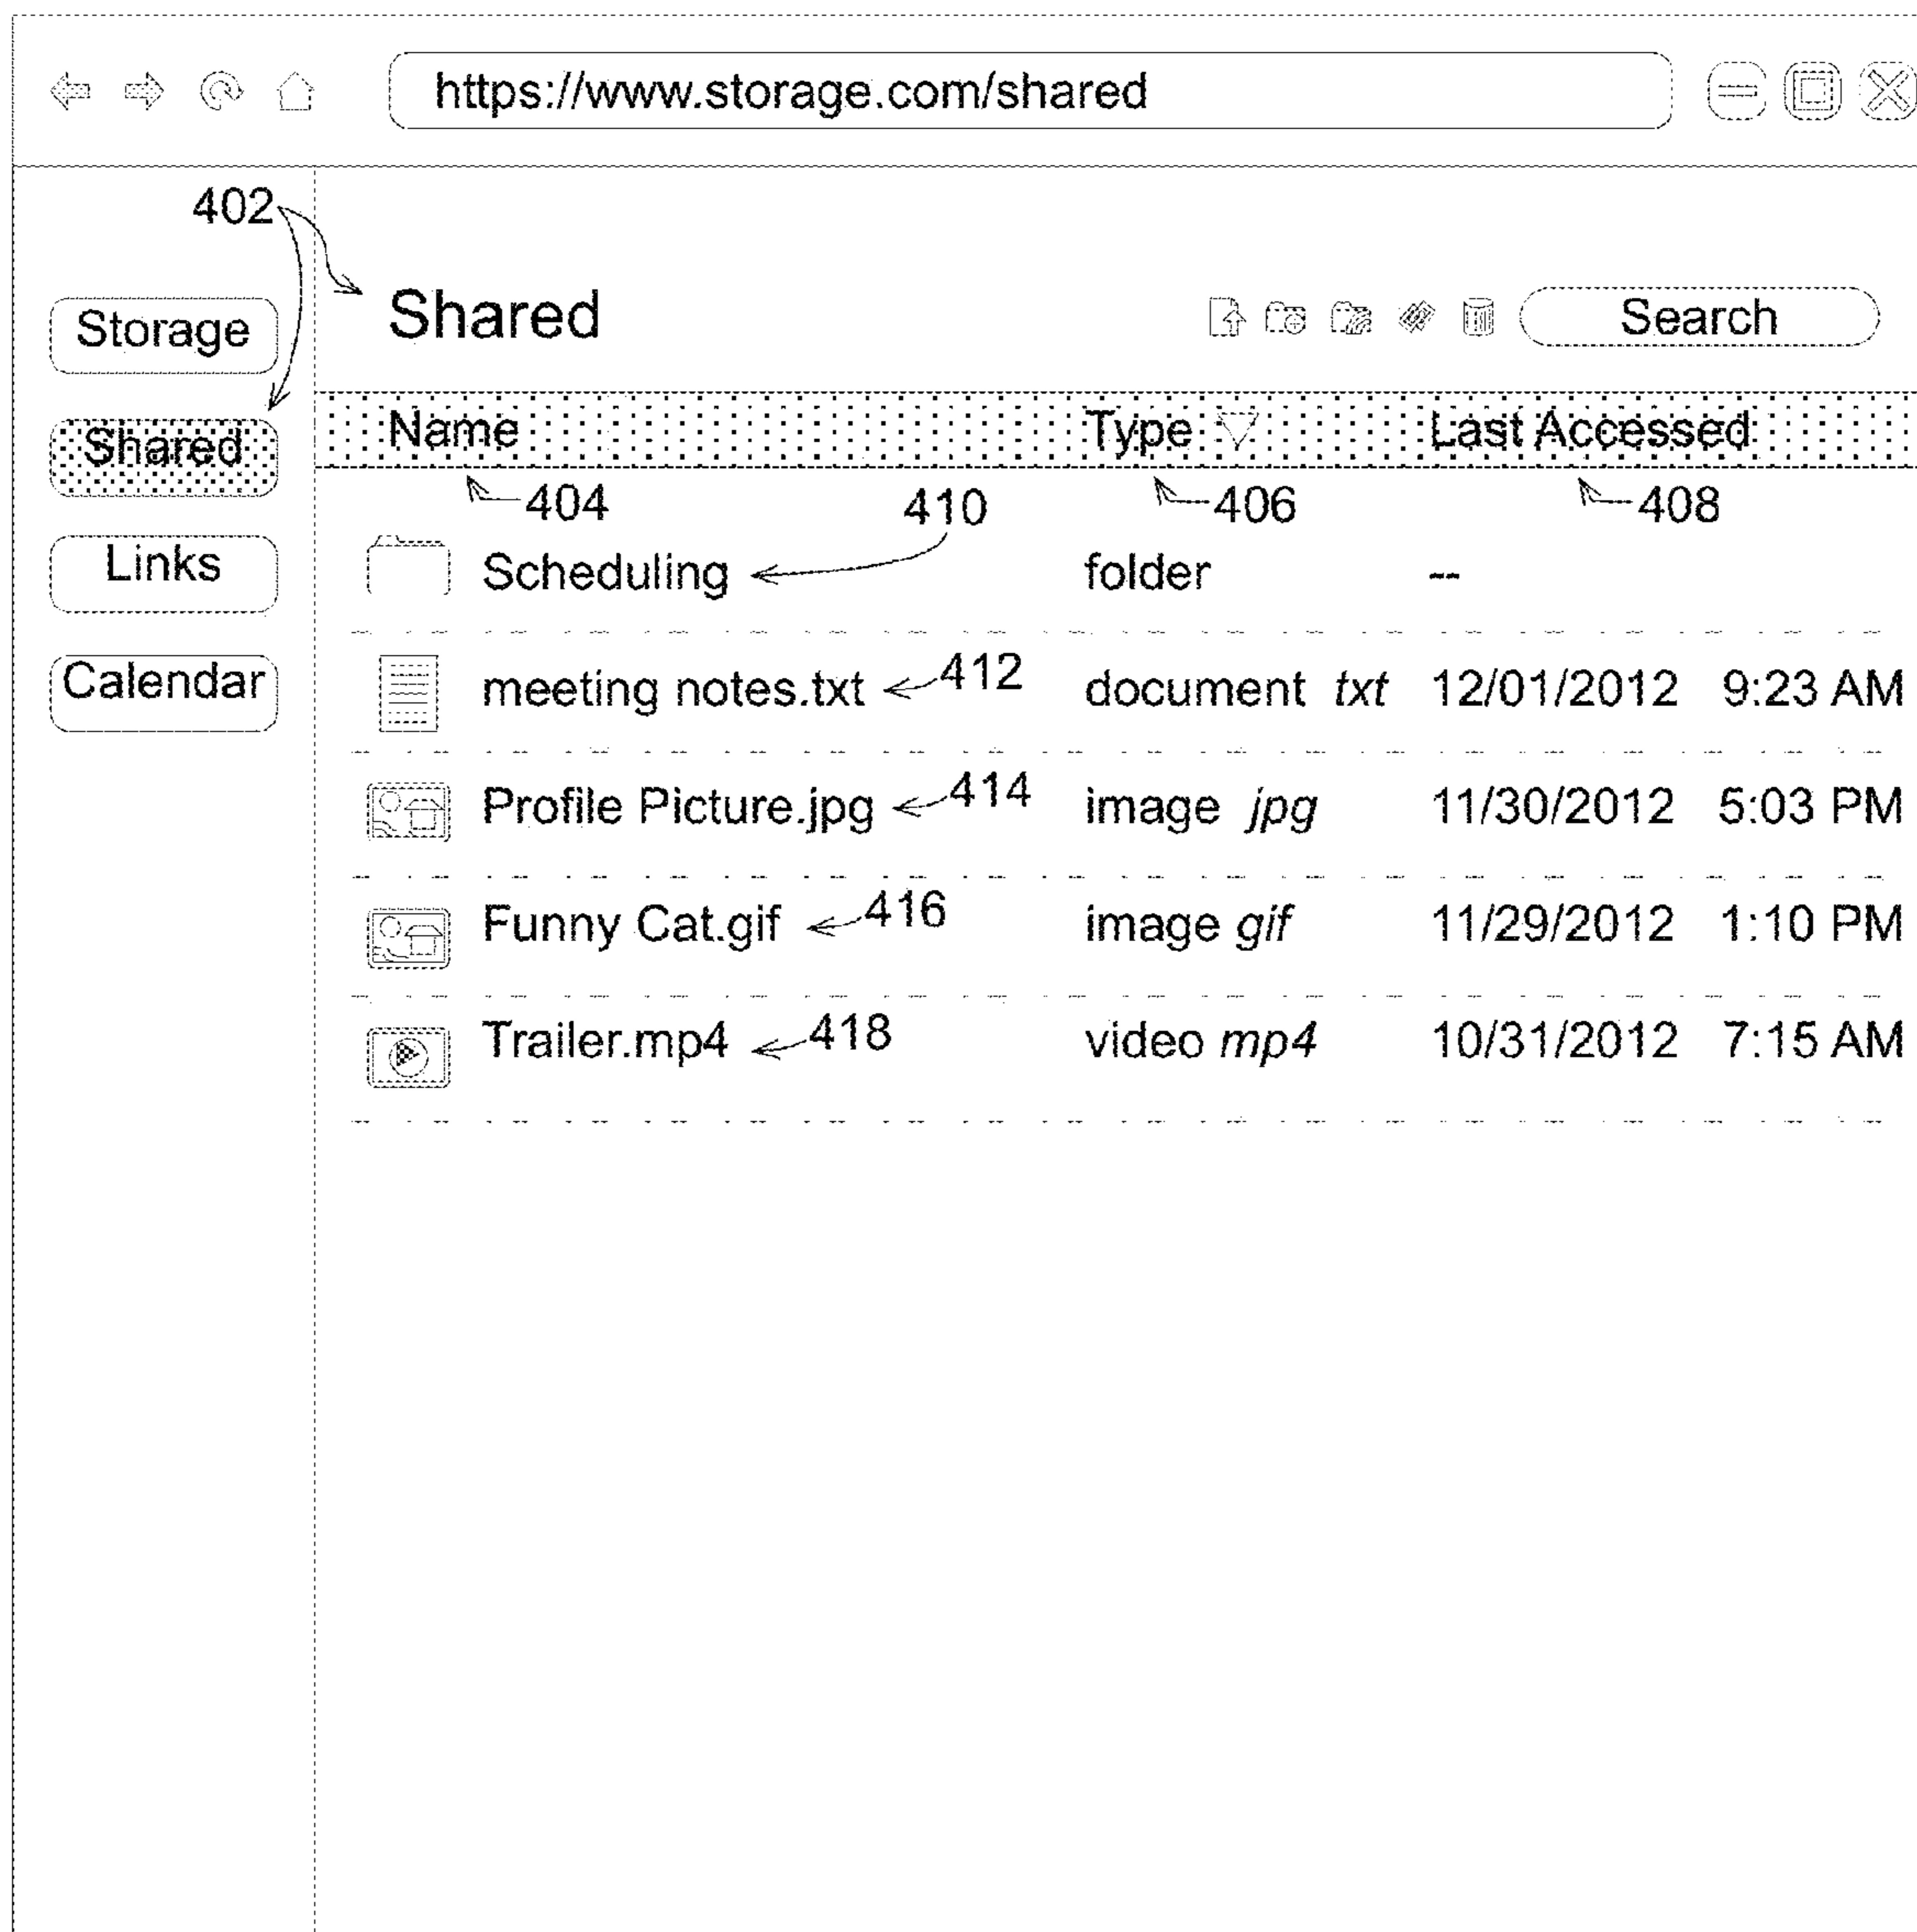 https://www.storage.com/shared
402
Storage
Shared
Links
Calendar
Shared
Search
Name Type Last Accessed
404 410 406 408
Scheduling folder --
meeting notes.txt 412 document txt 12/01/2012 9:23 AM
Profile Picture.jpg 414 image jpg 11/30/2012 5:03 PM
Funny Cat.gif 416 image gif 11/29/2012 1:10 PM
Trailer.mp4 418 video mp4 10/31/2012 7:15 AM